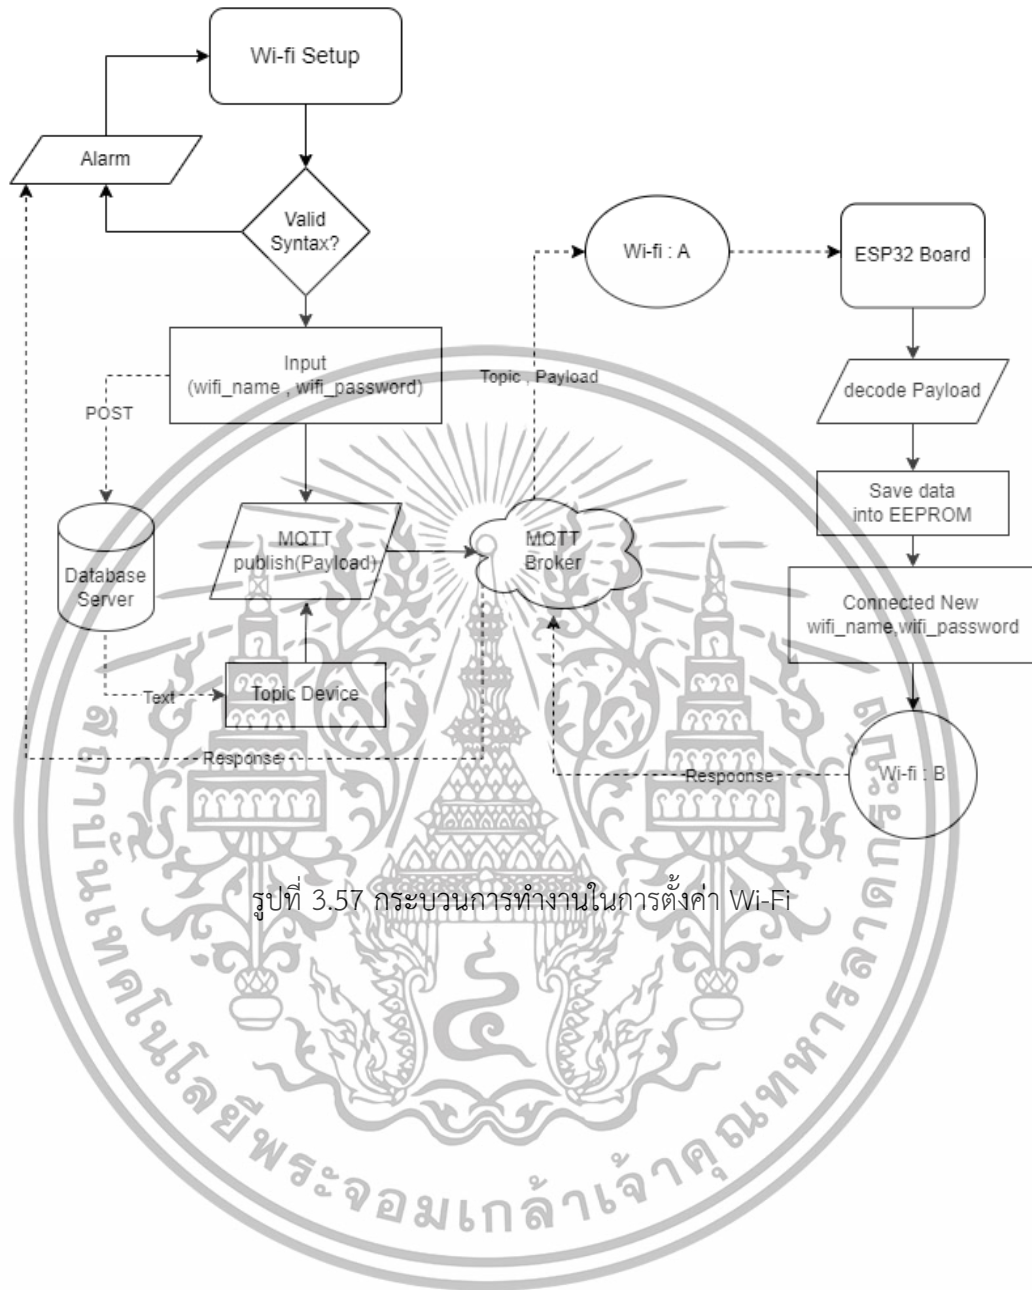 Wi-fi Setup
Alarm
Valid
Syntax?
Wi-fi : A
ESP32 Board
Input
(wifi_name , wifi_password)
Topic , Payload
decode Payload
POST
Save data
into EEPROM
MQTT
publish(Payload)
MQTT
Broker
Database
Server
Connected New
wifi_name,wifi_password
Text
Topic Device
Response
Respoonse
Wi-fi : B
รูปที่ 3.57 กระบวนการทำงานในการตั้งค่า Wi-Fi
สถาบันเทคโนโลยีพระจอมเกล้าเจ้าคุณทหารลาดกระบัง